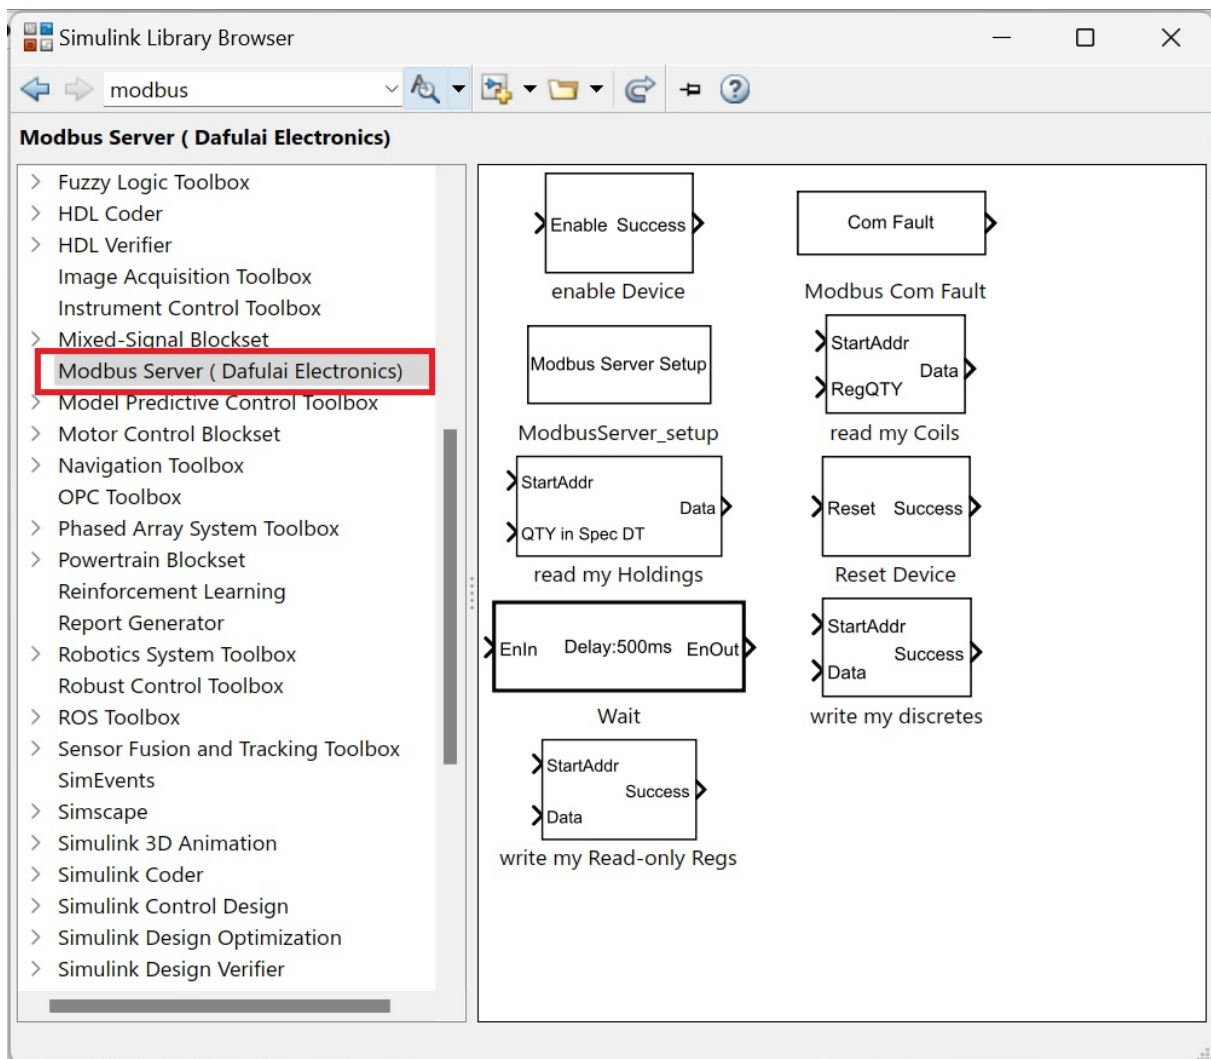 Simulink Library Browser
modbus
Modbus Server ( Dafulai Electronics)
Fuzzy Logic Toolbox
HDL Coder
HDL Verifier
Image Acquisition Toolbox
Instrument Control Toolbox
Mixed-Signal Blockset
Modbus Server ( Dafulai Electronics)
Model Predictive Control Toolbox
Motor Control Blockset
Navigation Toolbox
OPC Toolbox
Phased Array System Toolbox
Powertrain Blockset
Reinforcement Learning
Report Generator
Robotics System Toolbox
Robust Control Toolbox
ROS Toolbox
Sensor Fusion and Tracking Toolbox
SimEvents
Simscape
Simulink 3D Animation
Simulink Coder
Simulink Control Design
Simulink Design Optimization
Simulink Design Verifier
Enable Success
enable Device
Com Fault
Modbus Com Fault
Modbus Server Setup
ModbusServer_setup
StartAddr
Data
RegQTY
read my Coils
StartAddr
Data
QTY in Spec DT
read my Holdings
Reset Success
Reset Device
EnIn Delay:500ms EnOut
Wait
StartAddr
Success
Data
write my discretes
StartAddr
Success
Data
write my Read-only Regs